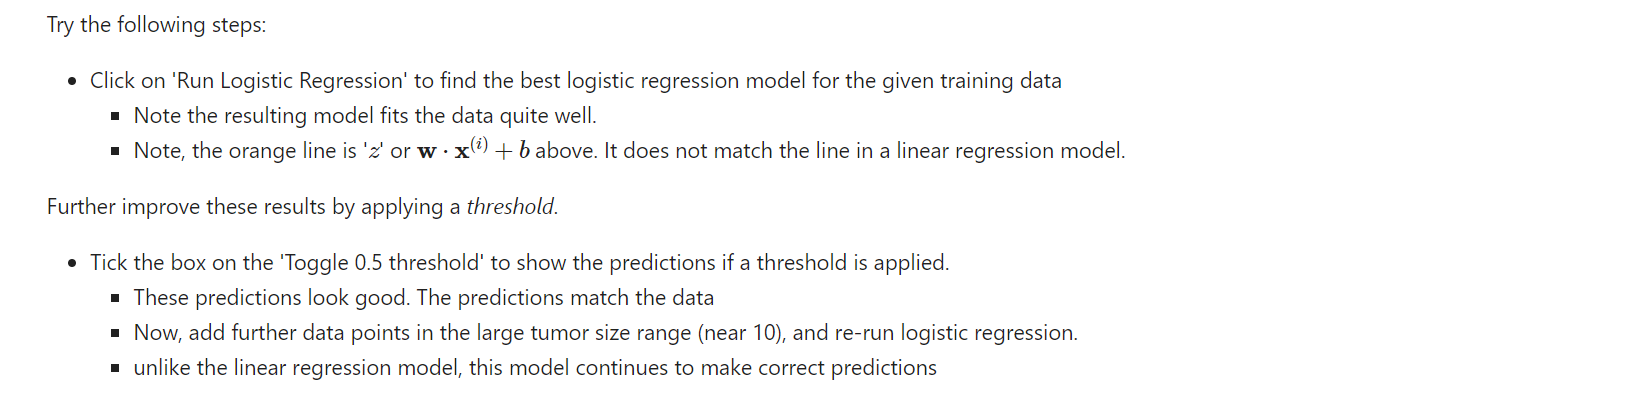 Try the following steps:
• Click on 'Run Logistic Regression' to find the best logistic regression model for the given training data
▪ Note the resulting model fits the data quite well.
▪ Note, the orange line is 'z' or w · x^(i) + b above. It does not match the line in a linear regression model.
Further improve these results by applying a threshold.
• Tick the box on the 'Toggle 0.5 threshold' to show the predictions if a threshold is applied.
▪ These predictions look good. The predictions match the data
▪ Now, add further data points in the large tumor size range (near 10), and re-run logistic regression.
▪ unlike the linear regression model, this model continues to make correct predictions